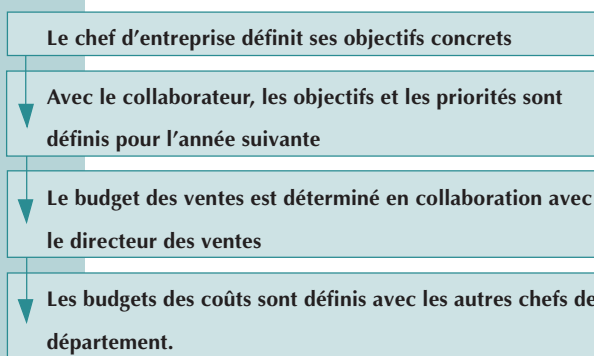 Le chef d’entreprise définit ses objectifs concrets
Avec le collaborateur, les objectifs et les priorités sont
définis pour l’année suivante
Le budget des ventes est déterminé en collaboration avec
le directeur des ventes
Les budgets des coûts sont définis avec les autres chefs de
département.